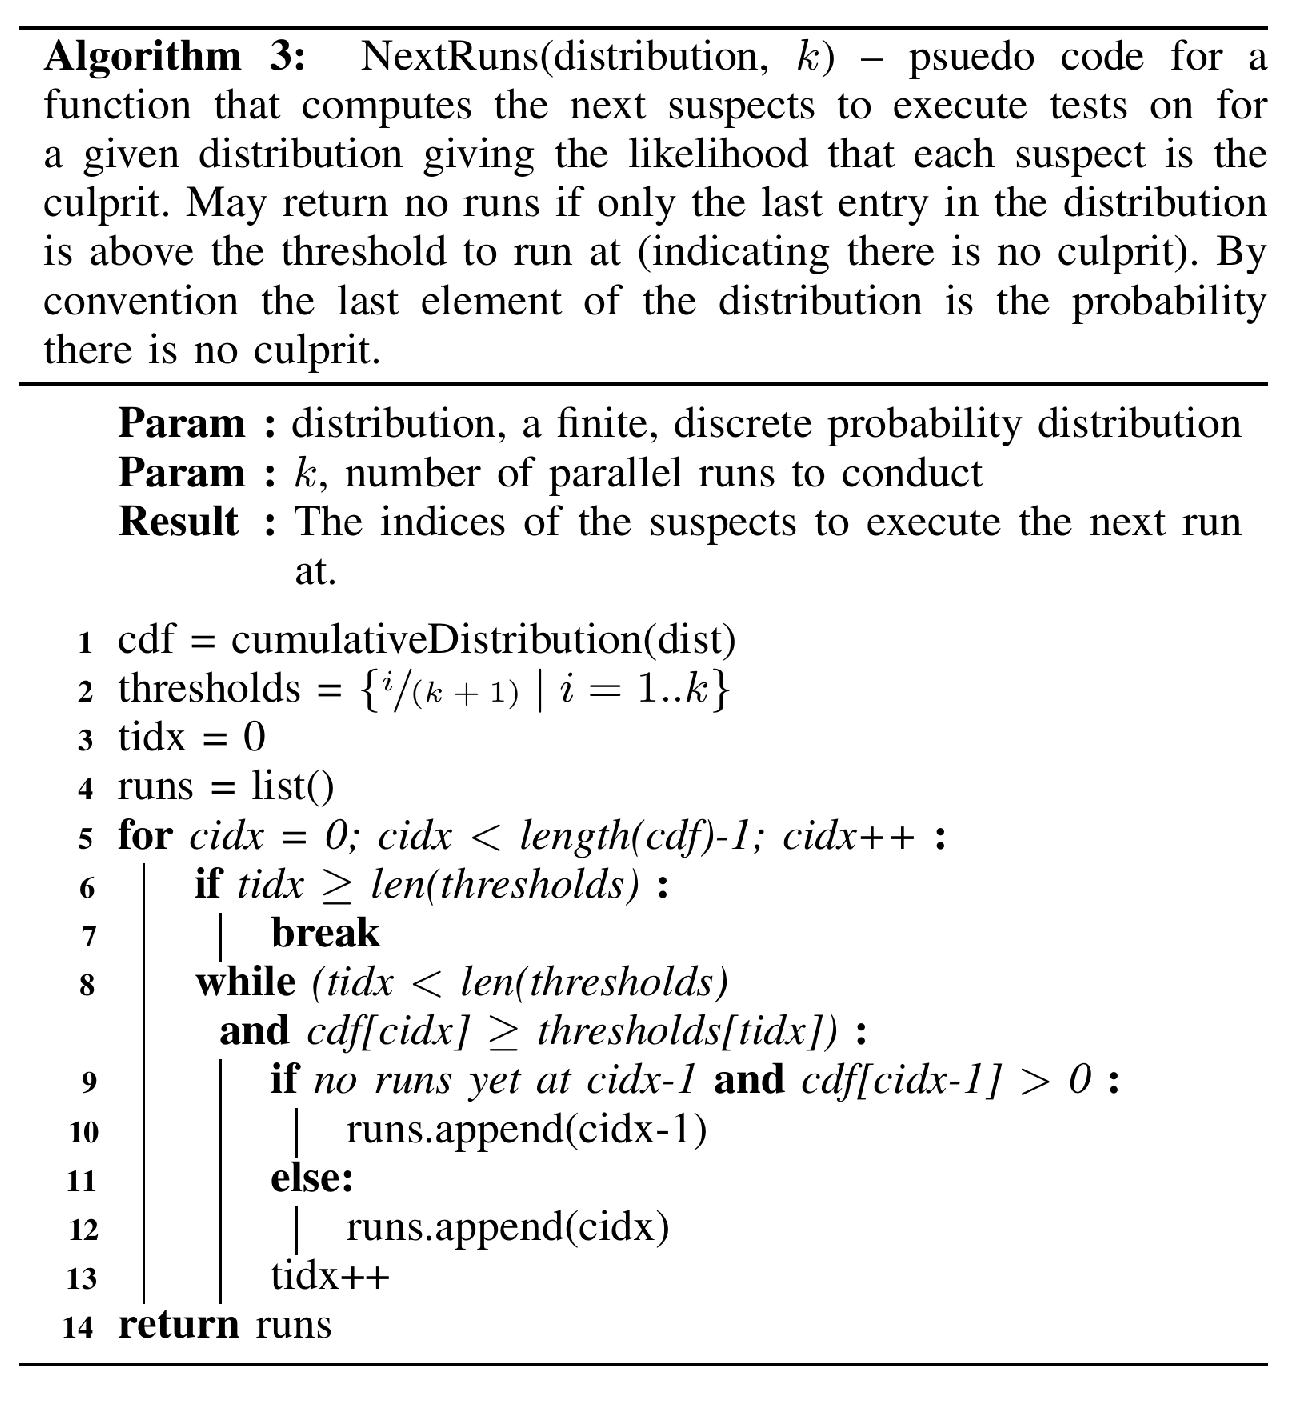 Algorithm 3: NextRuns(distribution, k) – psuedo code for a
function that computes the next suspects to execute tests on for
a given distribution giving the likelihood that each suspect is the
culprit. May return no runs if only the last entry in the distribution
is above the threshold to run at (indicating there is no culprit). By
convention the last element of the distribution is the probability
there is no culprit.
Param : distribution, a finite, discrete probability distribution
Param : k, number of parallel runs to conduct
Result : The indices of the suspects to execute the next run
at.
1 cdf = cumulativeDistribution(dist)
2 thresholds = {i/(k + 1) | i = 1..k}
3 tidx = 0
4 runs = list()
5 for cidx = 0; cidx < length(cdf)-1; cidx++ :
6 if tidx ≥ len(thresholds) :
7 break
8 while (tidx < len(thresholds)
and cdf[cidx] ≥ thresholds[tidx]) :
9 if no runs yet at cidx-1 and cdf[cidx-1] > 0 :
10 runs.append(cidx-1)
11 else:
12 runs.append(cidx)
13 tidx++
14 return runs